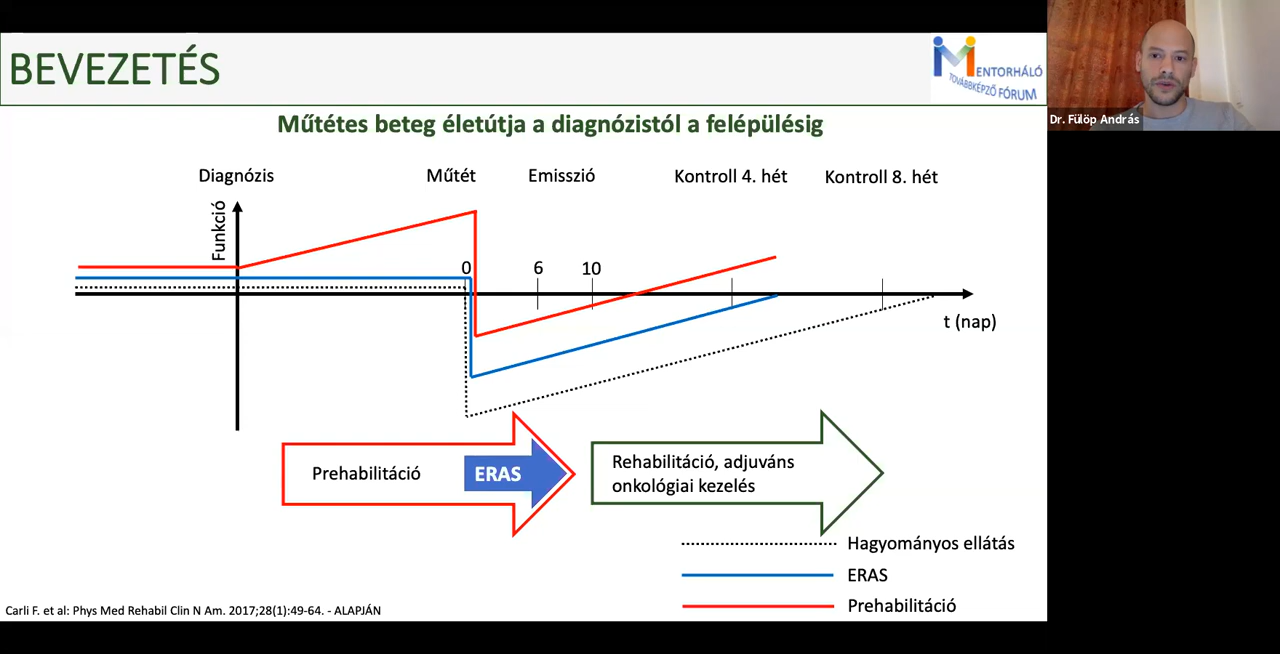 BEVEZETÉS
MENTORHÁLÓ
TOVÁBBKÉPZŐ FÓRUM
Dr. Fülöp András
Műtétes beteg életútja a diagnózistól a felépülésig
Diagnózis
Műtét
Emisszió
Kontroll 4. hét
Kontroll 8. hét
Funkció
0
6
10
t (nap)
Prehabilitáció
ERAS
Rehabilitáció, adjuváns
onkológiai kezelés
Hagyományos ellátás
ERAS
Prehabilitáció
Carli F. et al: Phys Med Rehabil Clin N Am. 2017;28(1):49-64. - ALAPJÁN